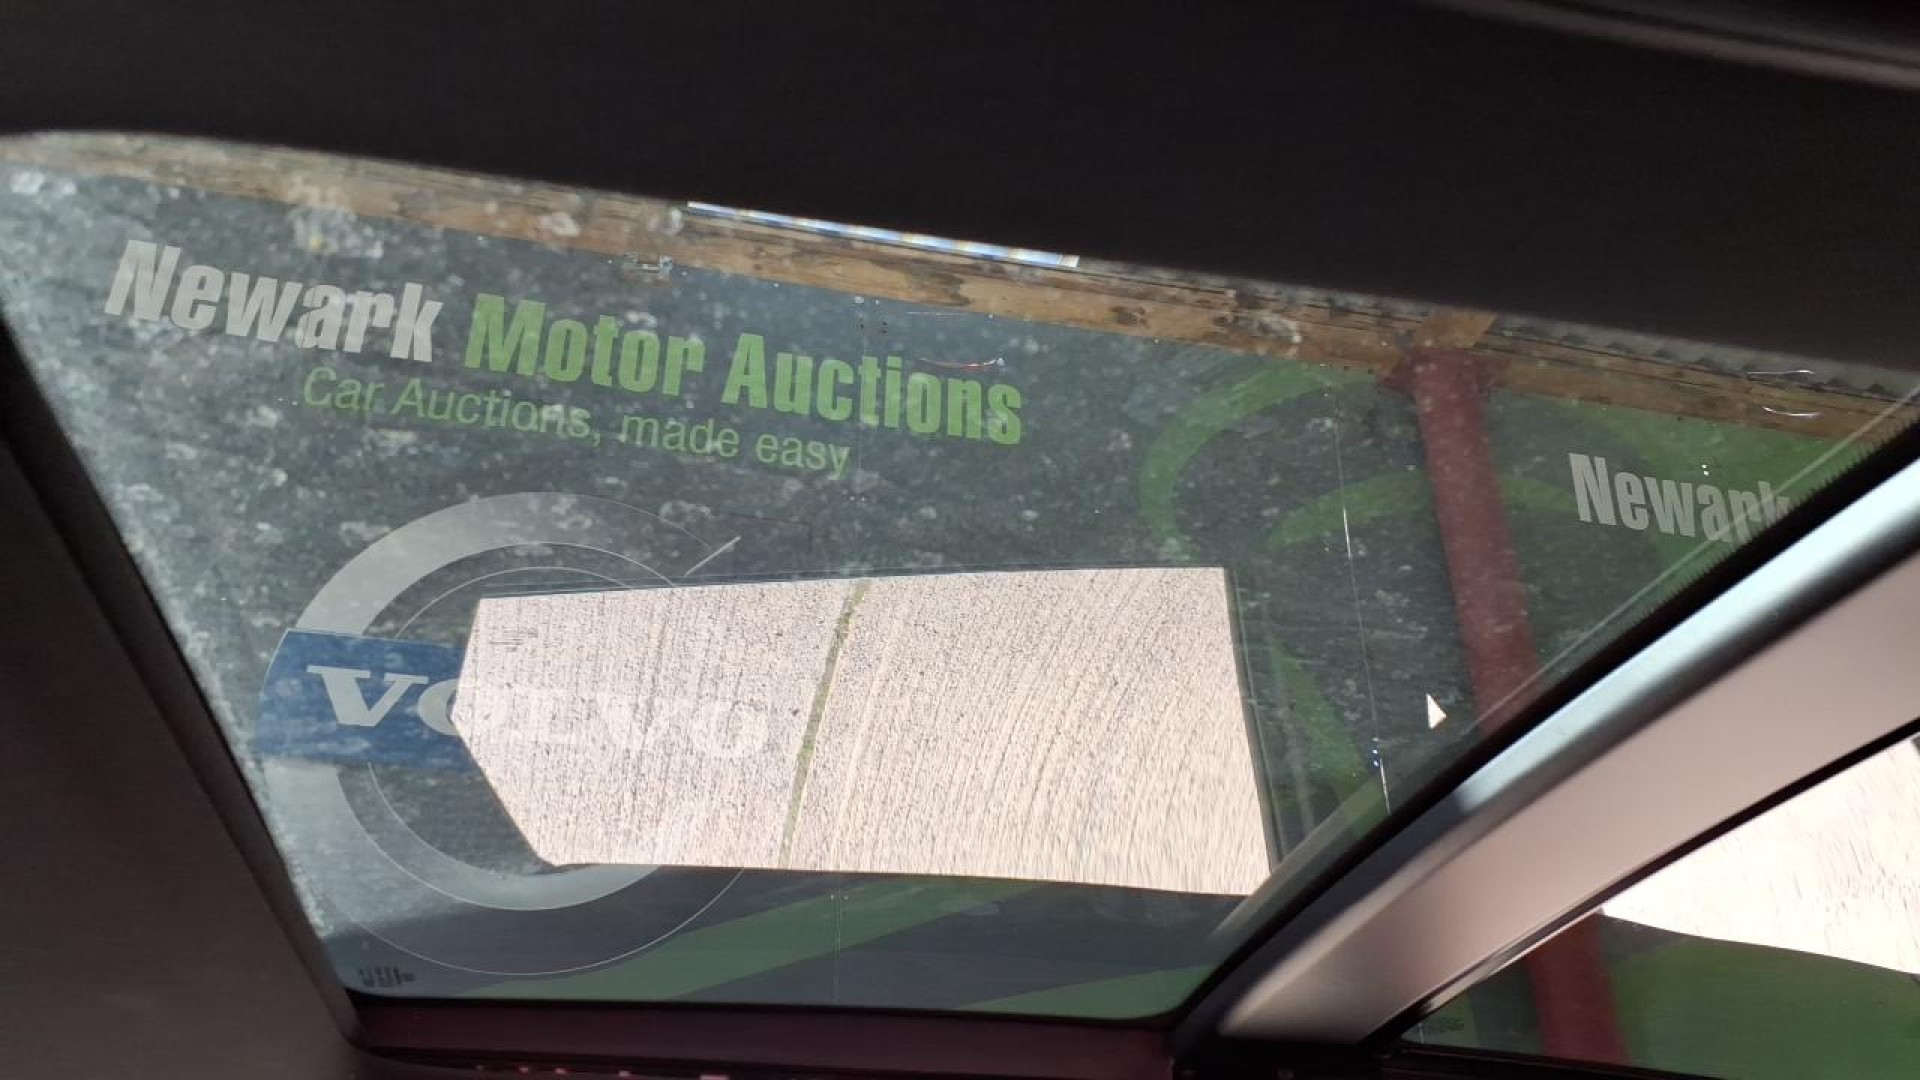 Newark Motor Auctions
Car Auctions, made easy
Newark
VOLVO